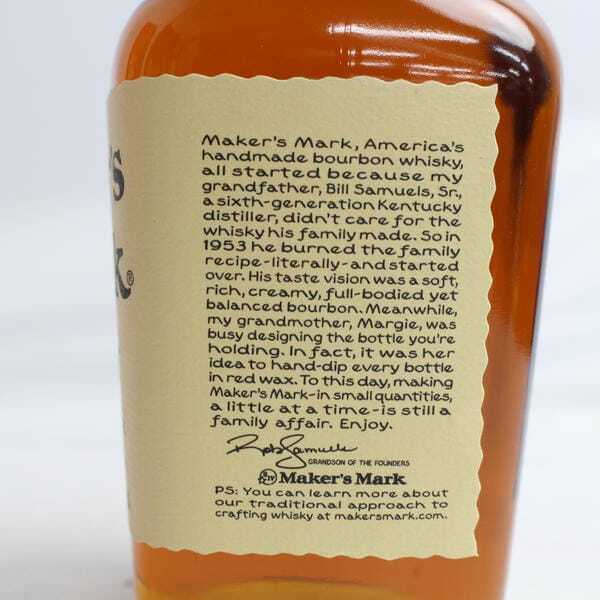 'S
k®
Maker's Mark, America's
handmade bourbon whisky,
all started because my
grandfather, Bill Samuels, Sr.,
a sixth-generation Kentucky
distiller, didn't care for the
whisky his family made. So in
1953 he burned the family
recipe-literally-and started
over. His taste vision was a soft,
rich, creamy, full-bodied yet
balanced bourbon. Meanwhile,
my grandmother, Margie, was
busy designing the bottle you're
holding. In fact, it was her
idea to hand-dip every bottle
in red wax. To this day, making
Maker's Mark-in small quantities,
a little at a time-is still a
family affair. Enjoy.
Rob Samuels
GRANDSON OF THE FOUNDERS
Maker's Mark
PS: You can learn more about
our traditional approach to
crafting whisky at makersmark.com.